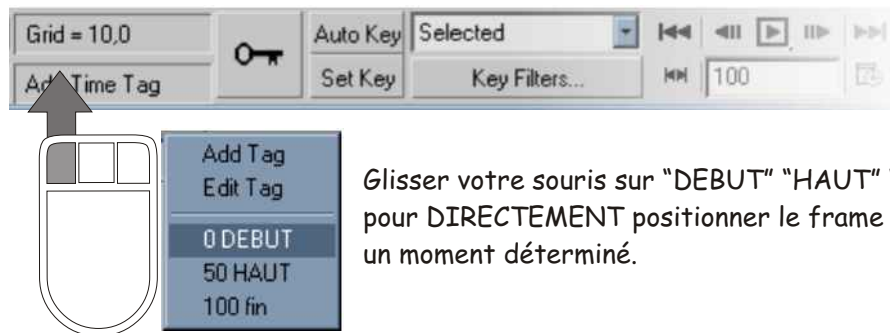 Grid = 10,0
Auto Key Selected
Add Time Tag
Set Key Key Filters... 100
Add Tag
Edit Tag
0 DEBUT
50 HAUT
100 fin
Glisser votre souris sur "DEBUT" "HAUT" "
pour DIRECTEMENT positionner le frame
un moment déterminé.